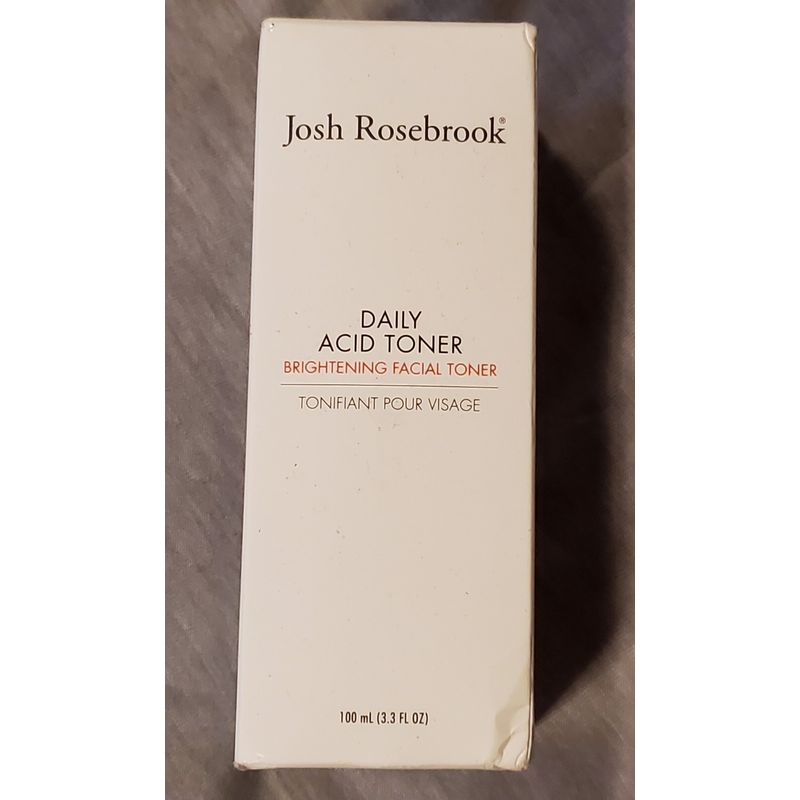 Josh Rosebrook®
DAILY
ACID TONER
BRIGHTENING FACIAL TONER
TONIFIANT POUR VISAGE
100 mL (3.3 FL OZ)